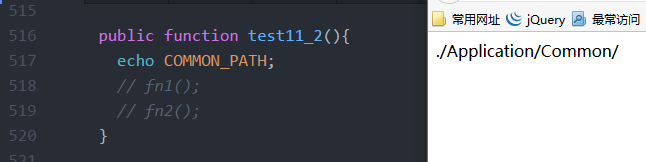 515
516 public function test11_2(){
517 echo COMMON_PATH;
518 // fn1();
519 // fn2();
520 }
521
常用网址 jQuery 最常访问
./Application/Common/